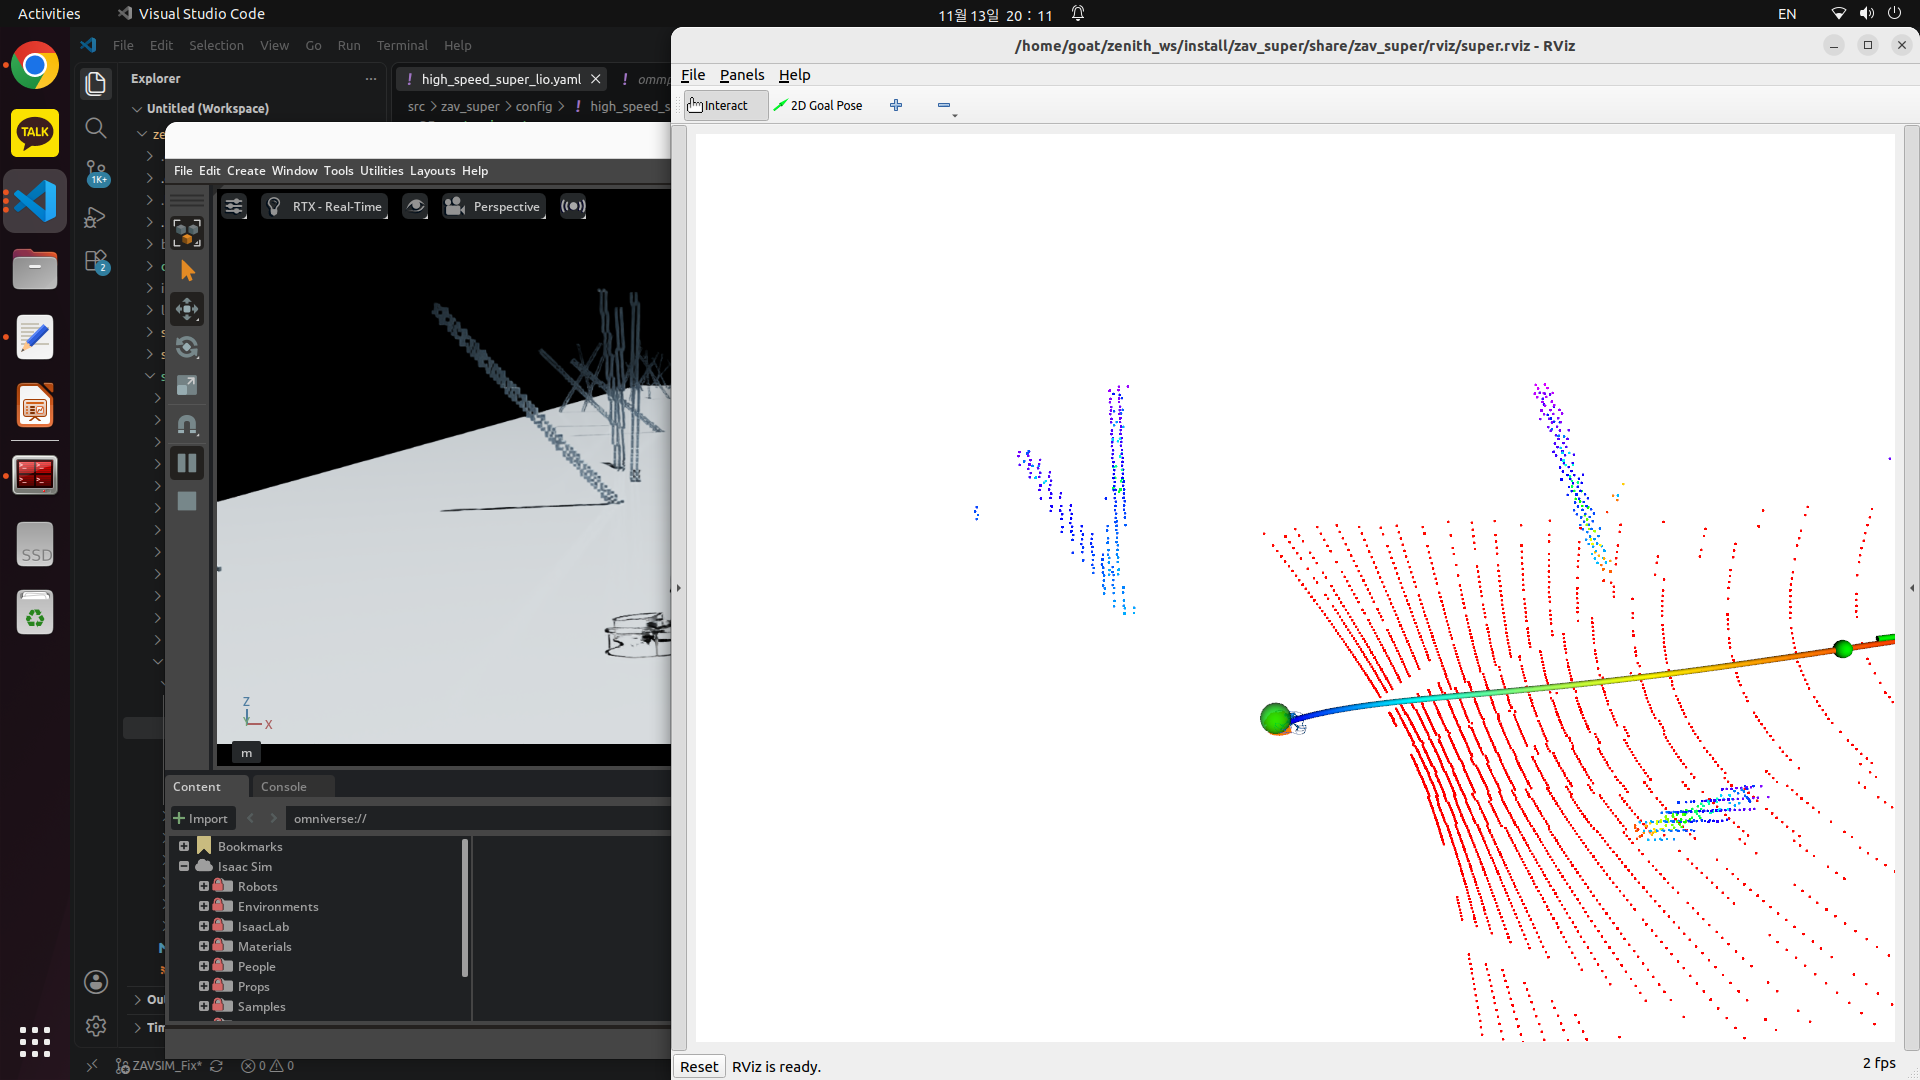 Activities
Visual Studio Code
11월 13일 20 : 11
EN
File Edit Selection View Go Run Terminal Help
/home/goat/zenith_ws/install/zav_super/share/zav_super/rviz/super.rviz - RViz
File Panels Help
Interact
2D Goal Pose
Explorer
Untitled (Workspace)
high_speed_super_lio.yaml
src > zav_super > config > ! high_speed_s
TALK
1K+
2
SSD
File Edit Create Window Tools Utilities Layouts Help
RTX - Real-Time
Perspective
Z
X
m
Content
Console
Import
omniverse://
Bookmarks
Isaac Sim
Robots
Environments
IsaacLab
Materials
People
Props
Samples
Ou
Tim
ZAVSIM_Fix*
0
0
Reset
RViz is ready.
2 fps